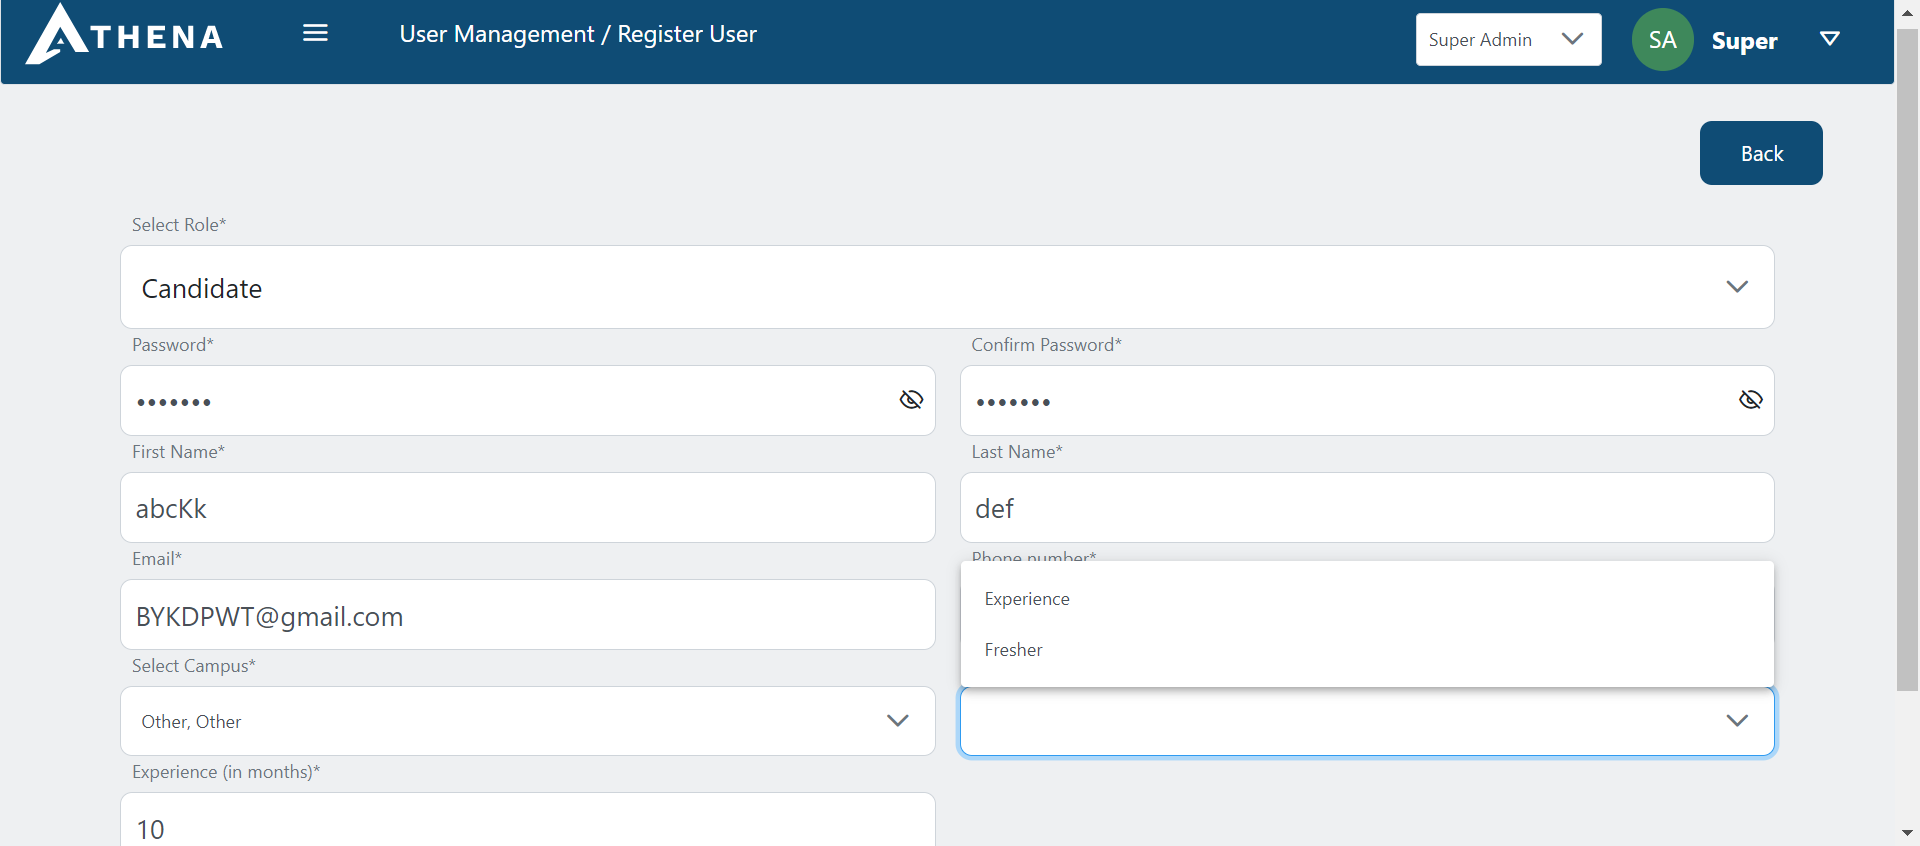 ATHENA
User Management / Register User
Super Admin
SA
Super
Back
Select Role*
Candidate
Password*
Confirm Password*
•••••••
•••••••
First Name*
Last Name*
abcKk
def
Email*
Phone number*
BYKDPWT@gmail.com
Experience
Fresher
Select Campus*
Other, Other
Experience (in months)*
10